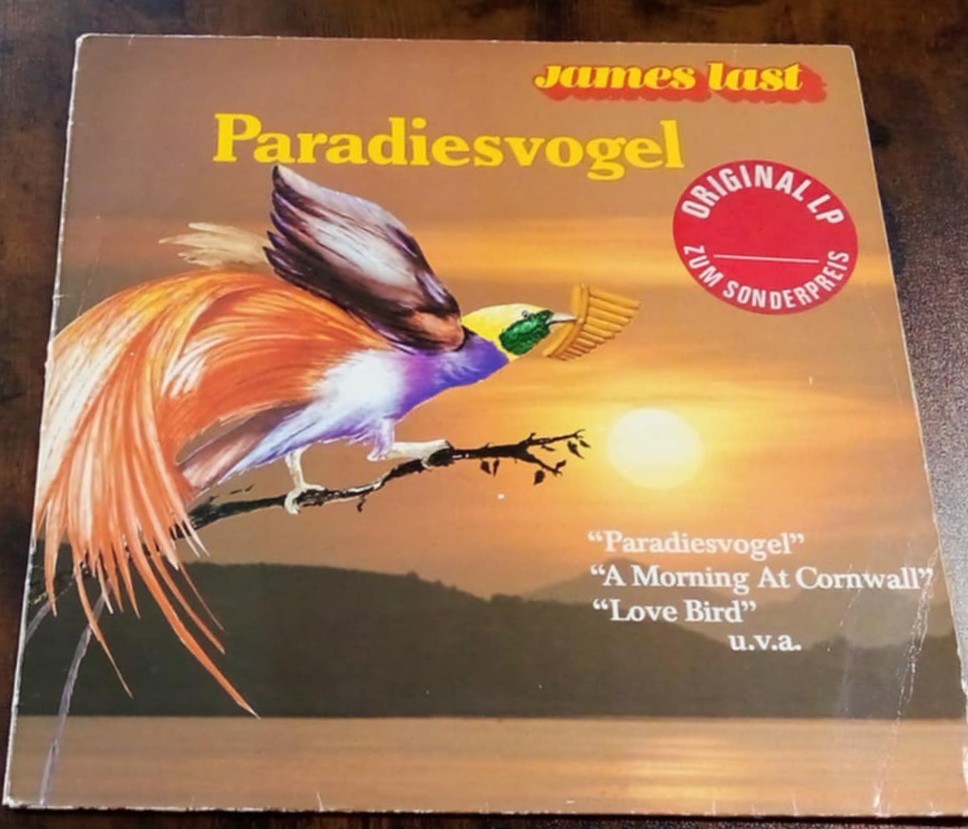 james last
Paradiesvogel
ORIGINAL LP
ZUM SONDERPREIS
“Paradiesvogel”
“A Morning At Cornwall”
“Love Bird”
u.v.a.